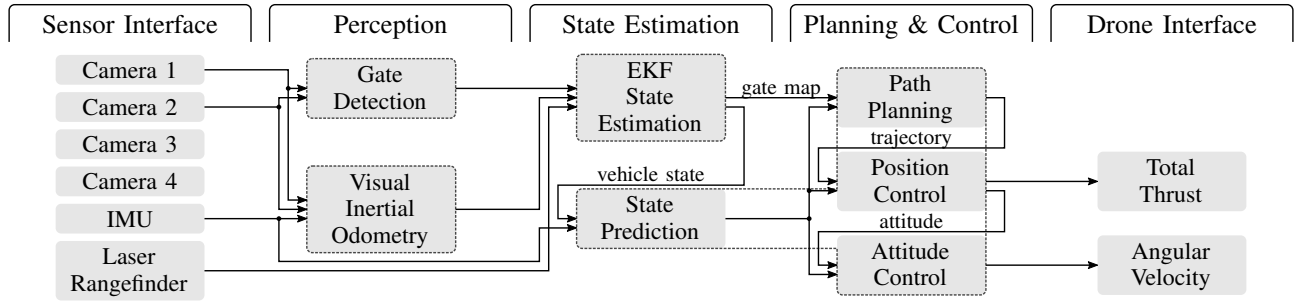 Sensor Interface
Perception
State Estimation
Planning & Control
Drone Interface
Camera 1
Camera 2
Camera 3
Camera 4
IMU
Laser
Rangefinder
Gate
Detection
Visual
Inertial
Odometry
EKF
State
Estimation
gate map
vehicle state
State
Prediction
Path
Planning
trajectory
Position
Control
attitude
Attitude
Control
Total
Thrust
Angular
Velocity